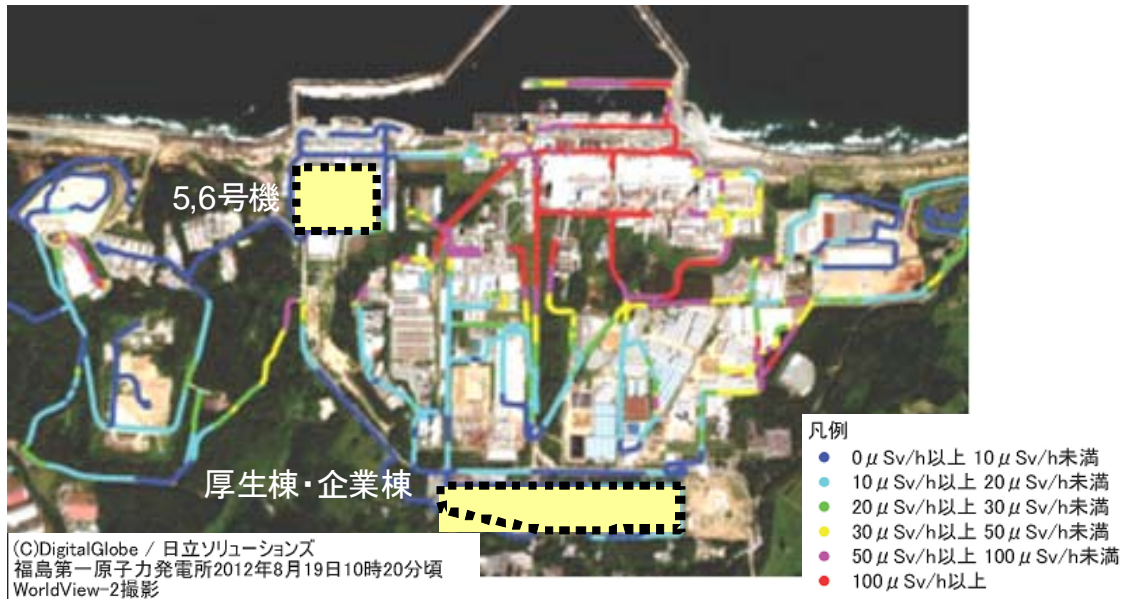 5,6号機
厚生棟・企業棟
凡例
0μSv/h以上 10μSv/h未満
10μSv/h以上 20μSv/h未満
20μSv/h以上 30μSv/h未満
30μSv/h以上 50μSv/h未満
50μSv/h以上 100μSv/h未満
100μSv/h以上
(C)DigitalGlobe / 日立ソリューションズ
福島第一原子力発電所2012年8月19日10時20分頃
WorldView-2撮影